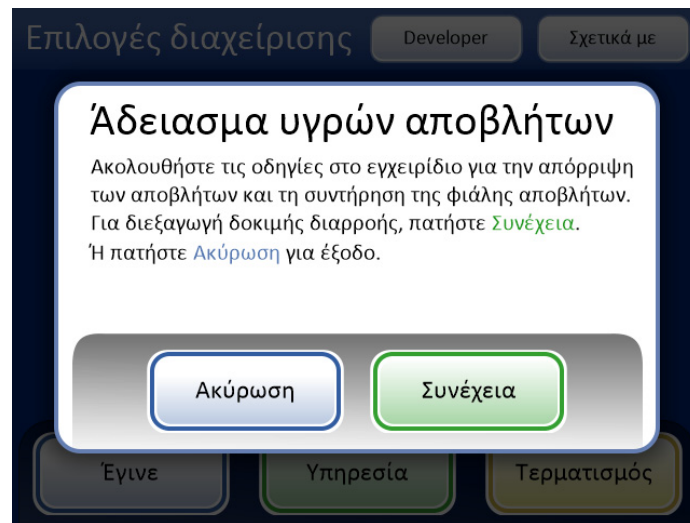 Επιλογές διαχείρισης
Developer
Σχετικά με
Άδειασμα υγρών αποβλήτων
Ακολουθήστε τις οδηγίες στο εγχειρίδιο για την απόρριψη
των αποβλήτων και τη συντήρηση της φιάλης αποβλήτων.
Για διεξαγωγή δοκιμής διαρροής, πατήστε Συνέχεια.
Ή πατήστε Ακύρωση για έξοδο.
Ακύρωση
Συνέχεια
Έγινε
Υπηρεσία
Τερματισμός